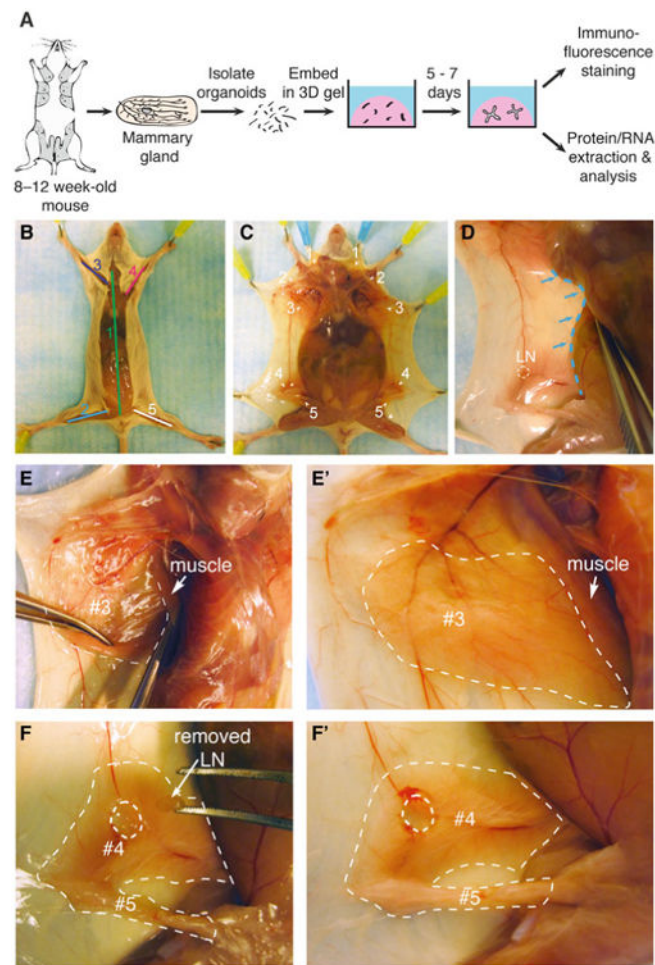 A
Isolate
organoids
Embed
in 3D gel
5 - 7
days
Immuno-
fluorescence
staining
Mammary
gland
Protein/RNA
extraction &
analysis
8–12 week-old
mouse
B
3
4
1
5
C
1 1
2 2
3 3
4 4
5 5
D
LN
E
muscle
#3
E'
muscle
#3
F
removed
LN
#4
#5
F'
#4
#5